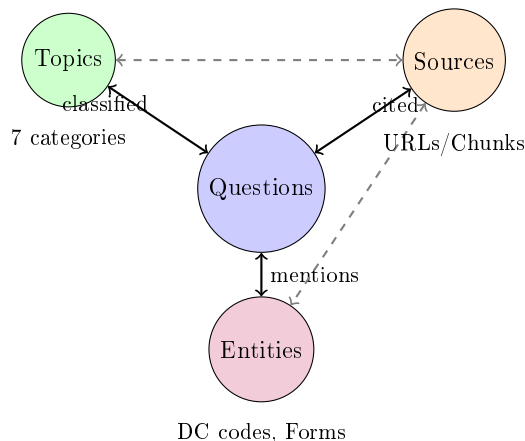 Topics
Sources
classified
cited
7 categories
URLs/Chunks
Questions
mentions
Entities
DC codes, Forms